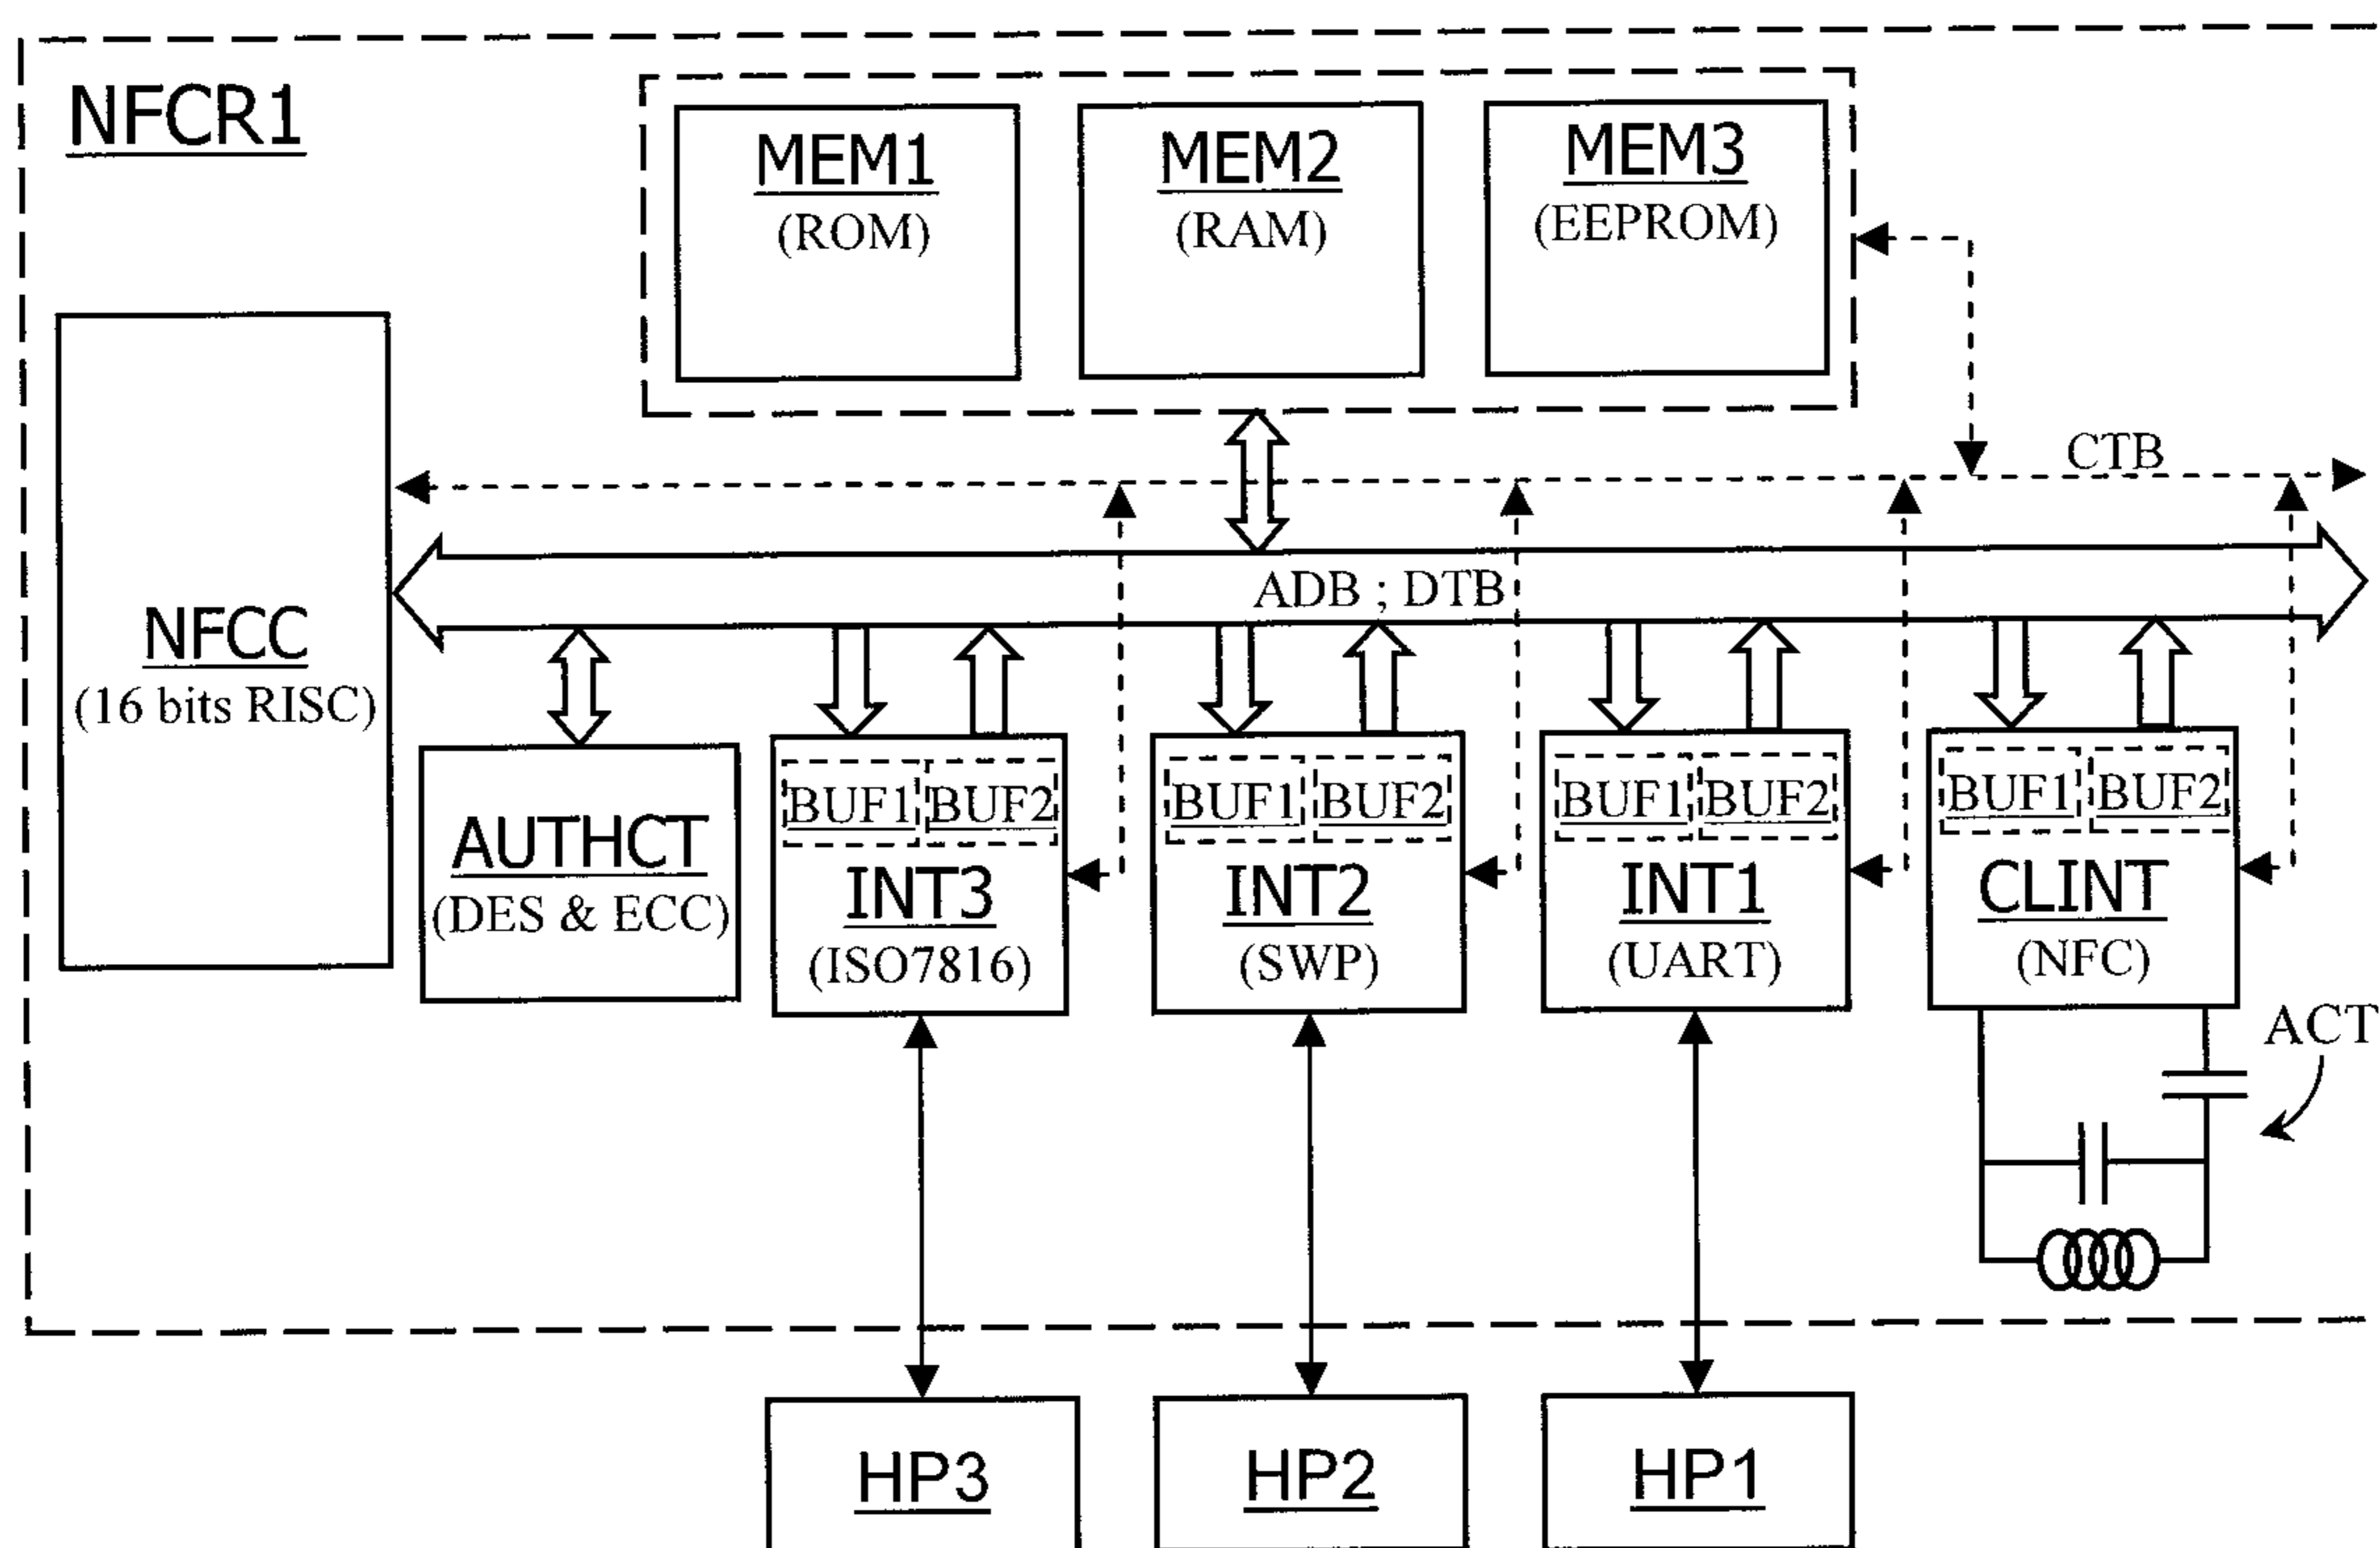 NFCR1
MEM1
(ROM)
MEM2
(RAM)
MEM3
(EEPROM)
CTB
ADB ; DTB
NFCC
(16 bits RISC)
AUTHCT
(DES & ECC)
BUF1 BUF2
INT3
(ISO7816)
BUF1 BUF2
INT2
(SWP)
BUF1 BUF2
INT1
(UART)
BUF1 BUF2
CLINT
(NFC)
ACT
HP3
HP2
HP1